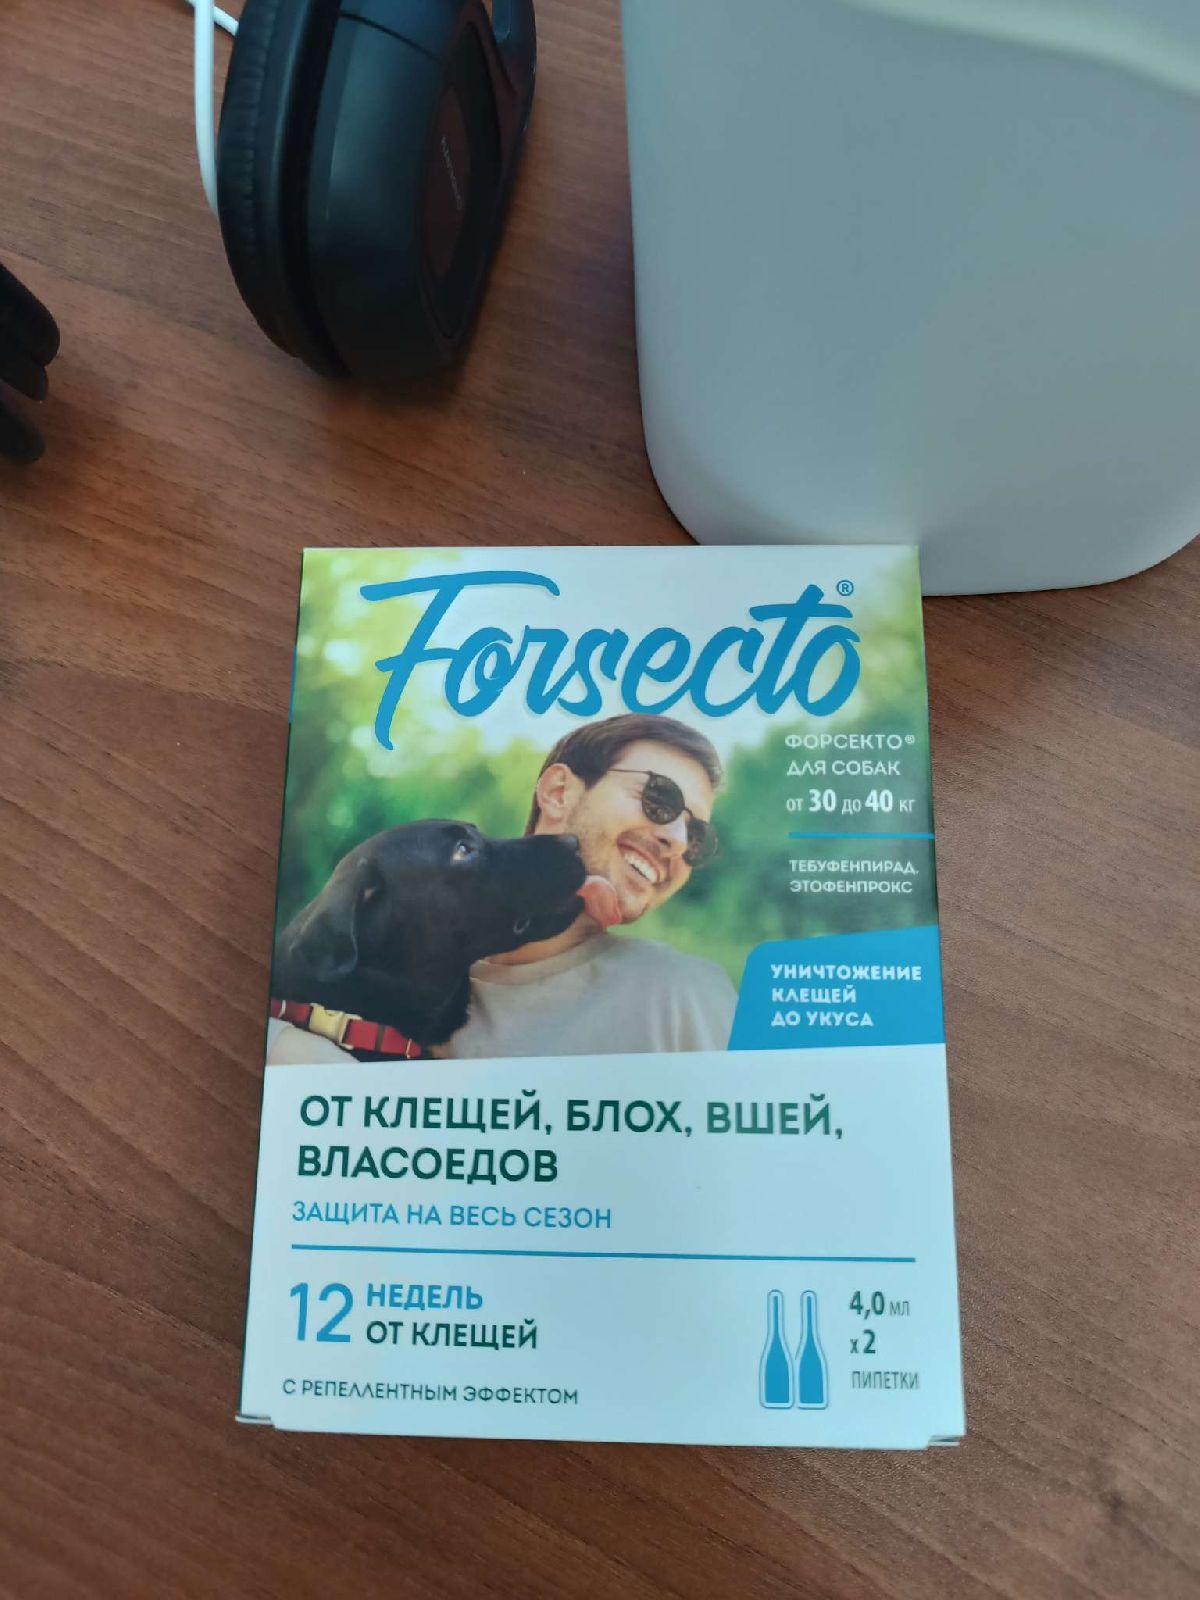 Forsecto®
ФОРСЕКТО®
ДЛЯ СОБАК
от 30 до 40 кг
ТЕБУФЕНПИРАД,
ЭТОФЕНПРОКС
УНИЧТОЖЕНИЕ
КЛЕЩЕЙ
ДО УКУСА
ОТ КЛЕЩЕЙ, БЛОХ, ВШЕЙ,
ВЛАСОЕДОВ
ЗАЩИТА НА ВЕСЬ СЕЗОН
12 НЕДЕЛЬ
ОТ КЛЕЩЕЙ
С РЕПЕЛЛЕНТНЫМ ЭФФЕКТОМ
4,0 мл
х 2
ПИПЕТКИ